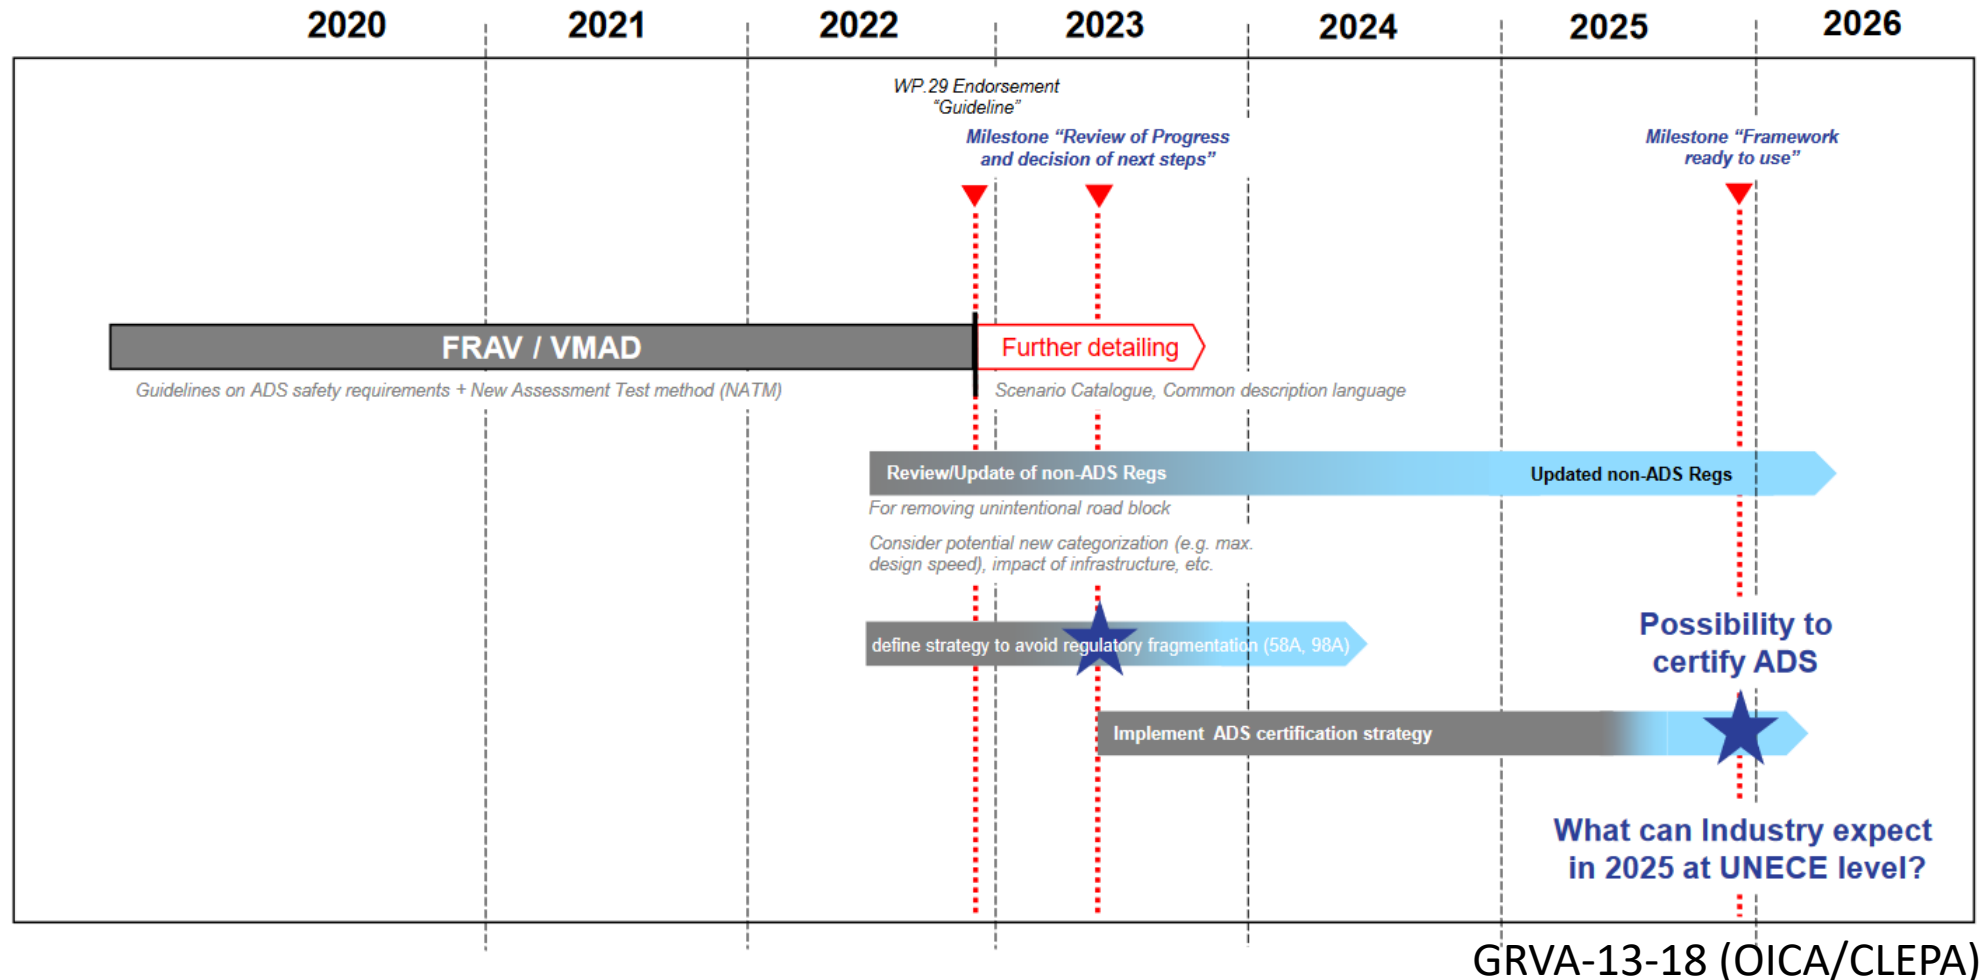 2020 2021 2022 2023 2024 2025 2026
WP.29 Endorsement
"Guideline"
Milestone "Review of Progress
and decision of next steps"
Milestone "Framework
ready to use"
FRAV / VMAD
Further detailing
Guidelines on ADS safety requirements + New Assessment Test method (NATM)
Scenario Catalogue, Common description language
Review/Update of non-ADS Regs
Updated non-ADS Regs
For removing unintentional road block
Consider potential new categorization (e.g. max.
design speed), impact of infrastructure, etc.
define strategy to avoid regulatory fragmentation (58A, 98A)
Possibility to
certify ADS
Implement ADS certification strategy
What can Industry expect
in 2025 at UNECE level?
GRVA-13-18 (OICA/CLEPA)